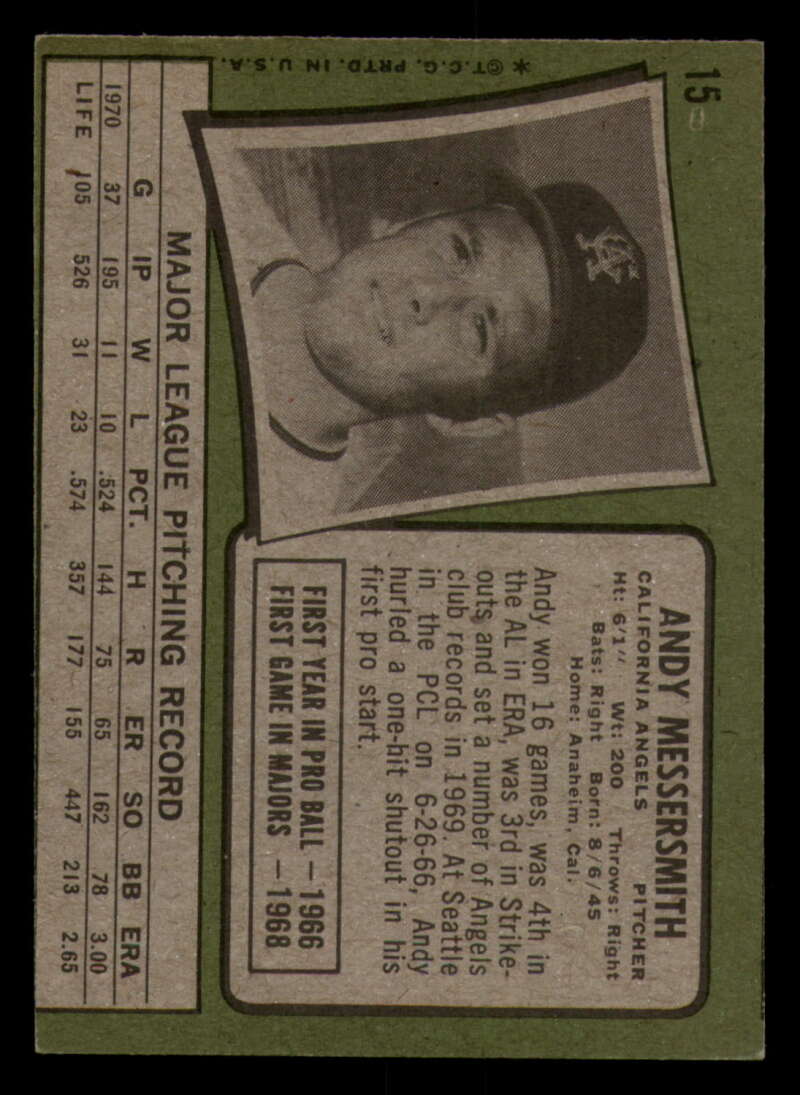 15
* ©T.C.G. PRTD. IN U.S.A.
ANDY MESSERSMITH
CALIFORNIA ANGELS PITCHER
Ht: 6'1" Wt: 200 Throws: Right
Bats: Right Born: 8/6/45
Home: Anaheim, Cal.
Andy won 16 games, was 4th in
the AL in ERA, was 3rd in Strike-
outs and set a number of Angels
club records in 1969. At Seattle
in the PCL on 6-26-66, Andy
hurled a one-hit shutout in his
first pro start.
FIRST YEAR IN PRO BALL — 1966
FIRST GAME IN MAJORS — 1968
MAJOR LEAGUE PITCHING RECORD
G IP W L PCT. H R ER SO BB ERA
1970 37 195 11 10 .524 144 75 65 162 78 3.00
LIFE 105 526 31 23 .574 357 177 155 447 213 2.65